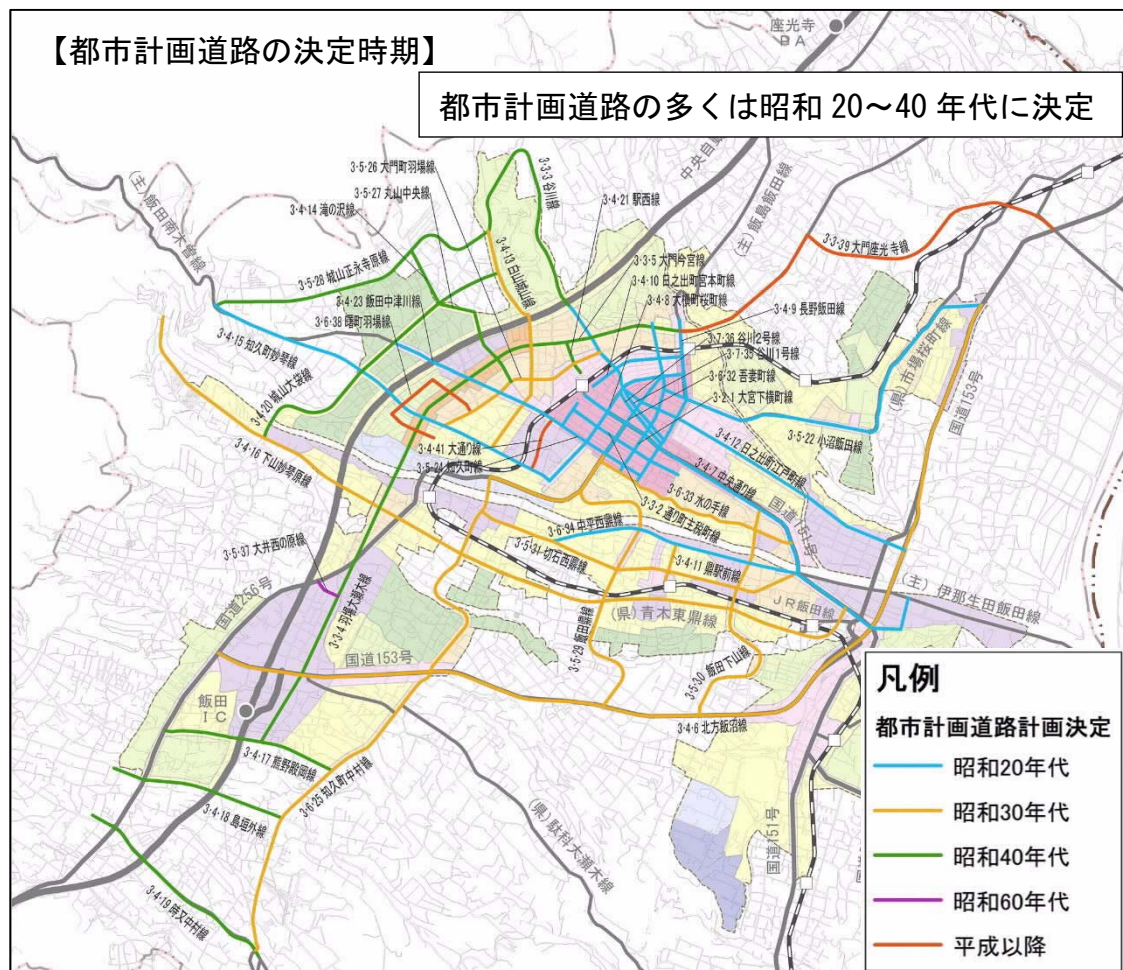 【都市計画道路の決定時期】
座光寺
PA
都市計画道路の多くは昭和20～40年代に決定
中央自動
(主)飯島飯田線
(主)飯田南木曽線
3・5・26 大門町羽場線
3・5・27 丸山中央線
3・4・14 滝の沢線
3・3・3 谷川線
3・4・21 駅西線
3・4・13 白山城山線
3・3・39 大門座光寺線
3・3・5 大門今宮線
3・4・10 日之出町宮本町線
3・4・8 大横町桜町線
3・4・9 長野飯田線
3・5・28 城山正永寺原線
3・4・23 飯田中津川線
3・6・38 曙町羽場線
3・7・36 谷川2号線
3・7・35 谷川1号線
3・6・32 吾妻町線
3・2・1 大宮下横町線
3・4・15 知久町妙琴線
3・4・20 城山大袋線
(県)市場桜町線
国道153号
3・5・22 小沼飯田線
3・4・16 下山妙琴原線
3・4・41 大通り線
3・5・24 知久町線
3・4・12 日之出町江戸町線
3・4・7 中央通り線
3・6・33 水の手線
3・3・2 通り町主税町線
国道151号
3・6・34 中平西鼎線
3・5・31 切石西鼎線
3・4・11 鼎駅前線
(主)伊那生田飯田線
3・5・37 大井西の原線
国道256号
3・3・4 羽場大瀬木線
(県)青木東鼎線
JR飯田線
国道153号
3・5・29 飯田鼎線
3・5・30 飯田下山線
飯田
IC
3・4・6 北方飯沼線
3・4・17 熊野殿岡線
3・6・25 知久町中村線
3・4・18 島垣外線
(県)駄科大瀬木線
国道151号
3・4・19 時又中村線
凡例
都市計画道路計画決定
昭和20年代
昭和30年代
昭和40年代
昭和60年代
平成以降